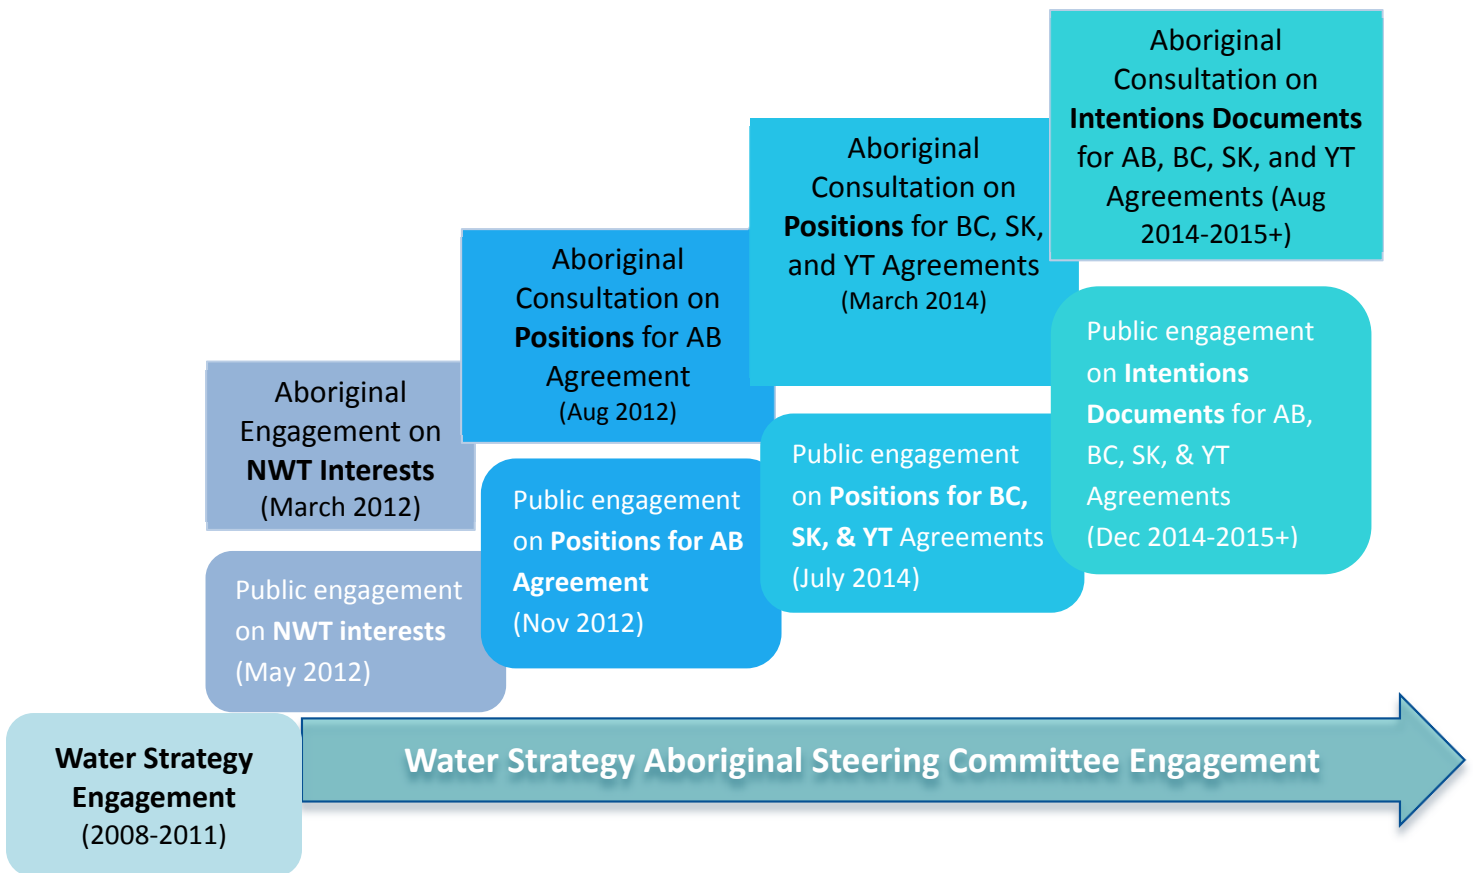 Aboriginal
Consultation on
Intentions Documents
for AB, BC, SK, and YT
Agreements (Aug
2014-2015+)
Aboriginal
Consultation on
Positions for BC, SK,
and YT Agreements
(March 2014)
Aboriginal
Consultation on
Positions for AB
Agreement
(Aug 2012)
Aboriginal
Engagement on
NWT Interests
(March 2012)
Public engagement
on Intentions
Documents for AB,
BC, SK, & YT
Agreements
(Dec 2014-2015+)
Public engagement
on Positions for BC,
SK, & YT Agreements
(July 2014)
Public engagement
on Positions for AB
Agreement
(Nov 2012)
Public engagement
on NWT interests
(May 2012)
Water Strategy
Engagement
(2008-2011)
Water Strategy Aboriginal Steering Committee Engagement